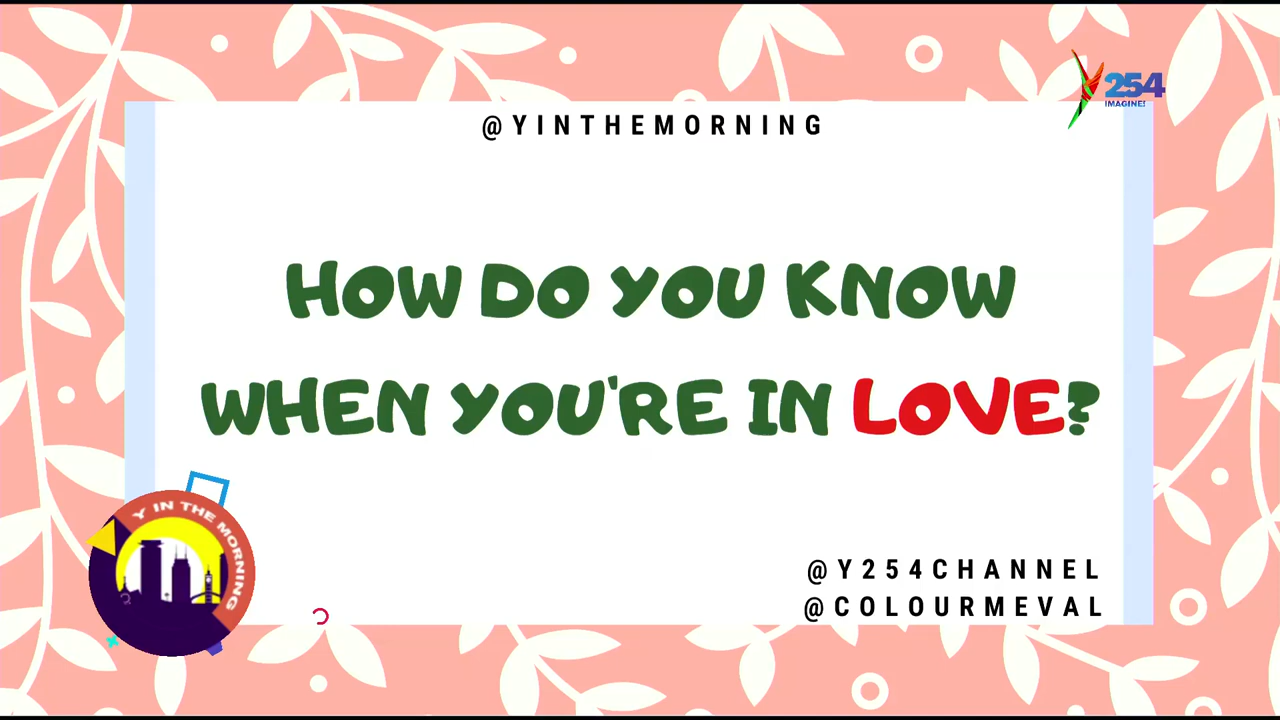 Y254
IMAGINE!
@YINTHEMORNING
HOW DO YOU KNOW
WHEN YOU'RE IN LOVE?
Y IN THE MORNING
@Y254CHANNEL
@COLOURMEVAL